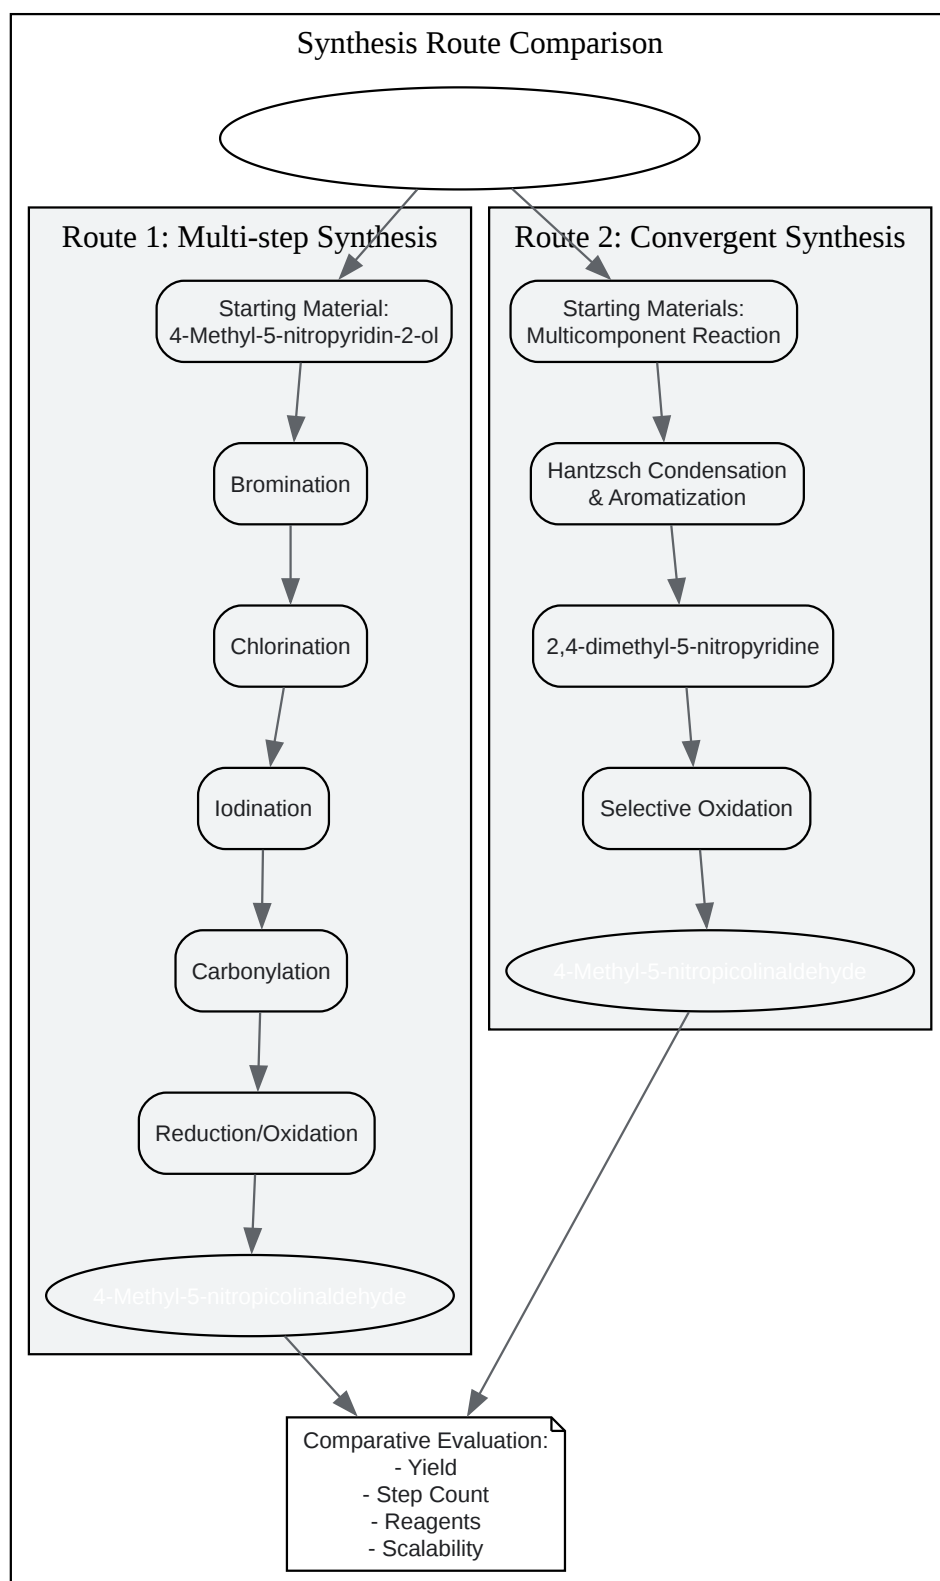 Synthesis Route Comparison
Route 1: Multi-step Synthesis
Starting Material:
4-Methyl-5-nitropyridin-2-ol
Bromination
Chlorination
Iodination
Carbonylation
Reduction/Oxidation
4-Methyl-5-nitropicolinaldehyde
Route 2: Convergent Synthesis
Starting Materials:
Multicomponent Reaction
Hantzsch Condensation
& Aromatization
2,4-dimethyl-5-nitropyridine
Selective Oxidation
4-Methyl-5-nitropicolinaldehyde
Comparative Evaluation:
- Yield
- Step Count
- Reagents
- Scalability